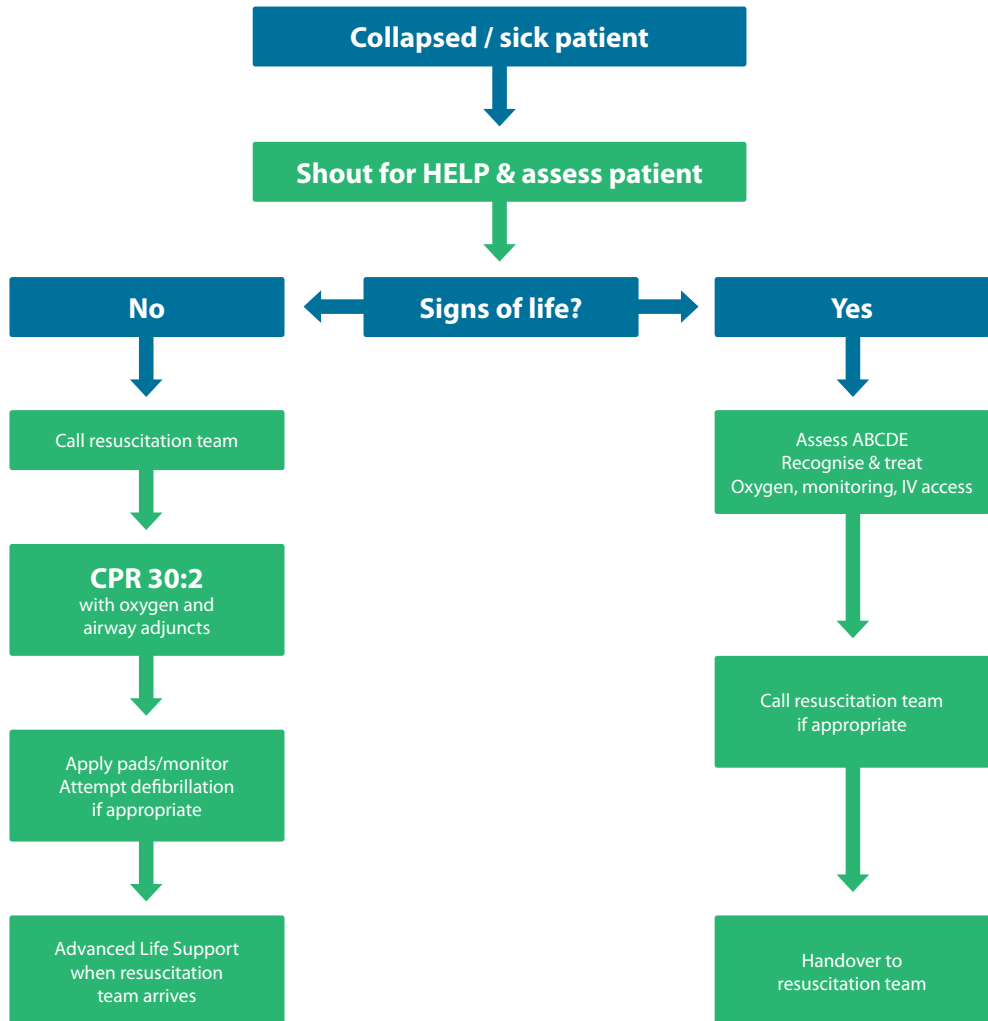 Collapsed / sick patient
Shout for HELP & assess patient
No
Signs of life?
Yes
Call resuscitation team
CPR 30:2
with oxygen and
airway adjuncts
Apply pads/monitor
Attempt defibrillation
if appropriate
Advanced Life Support
when resuscitation
team arrives
Assess ABCDE
Recognise & treat
Oxygen, monitoring, IV access
Call resuscitation team
if appropriate
Handover to
resuscitation team